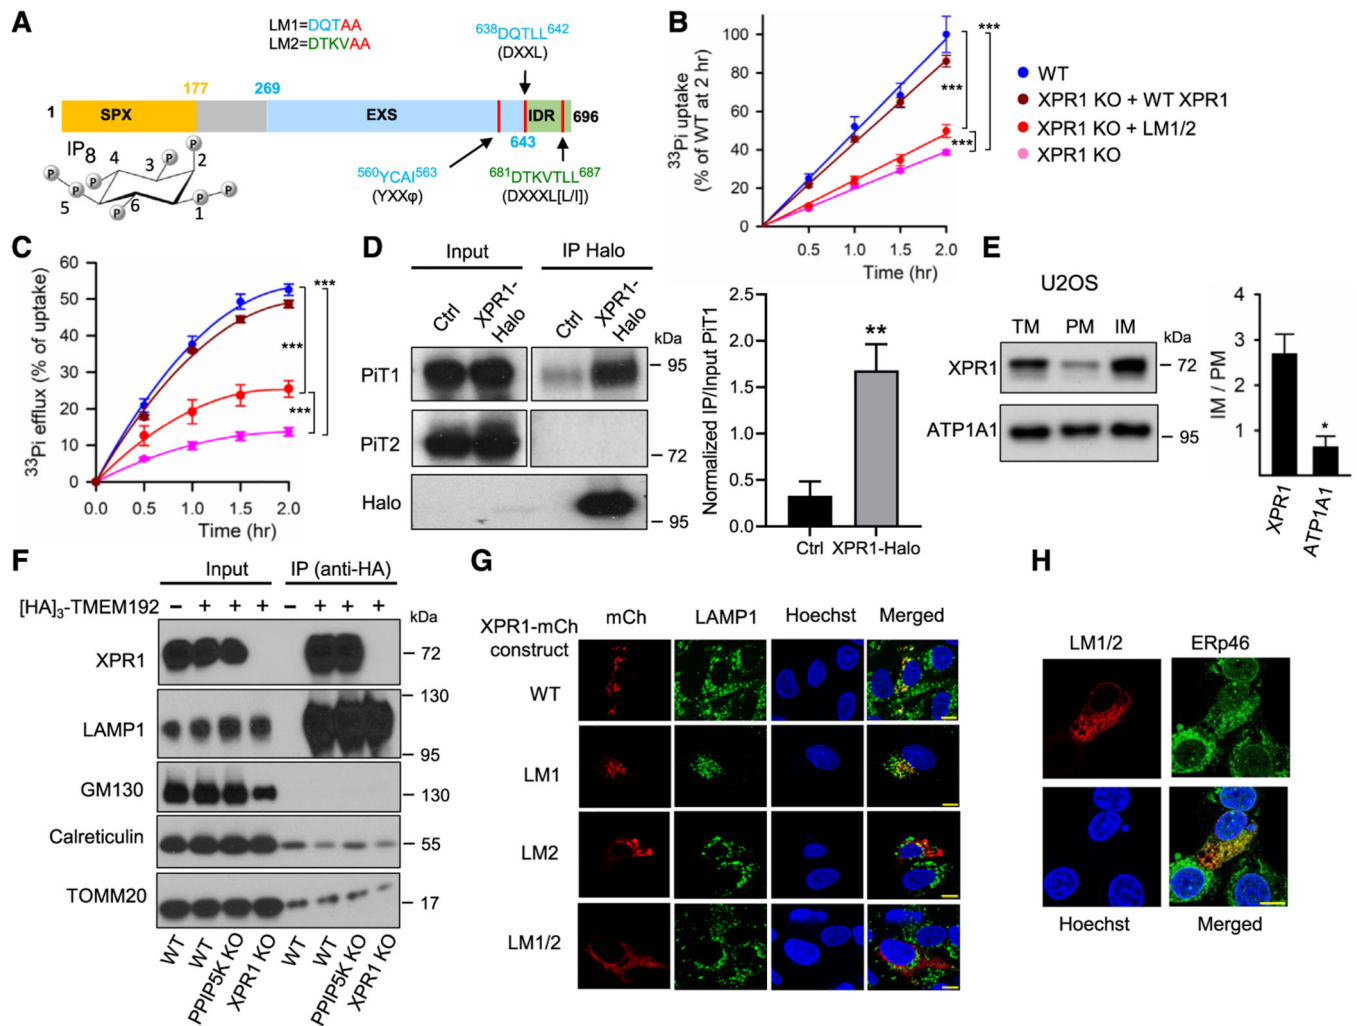 A
LM1=DQTAA
LM2=DTKVAA
638DQTLL642
(DXXL)
177
269
1
SPX
EXS
IDR
696
643
IP8
4
3
2
5
6
1
P
P
P
P
P
P
P
P
560YCAI563
(YXXφ)
681DTKVTLL687
(DXXXL[L/I])
B
33Pi uptake
(% of WT at 2 hr)
100
80
60
40
20
0
0.5
1.0
1.5
2.0
Time (hr)
***
***
***
WT
XPR1 KO + WT XPR1
XPR1 KO + LM1/2
XPR1 KO
C
33Pi efflux (% of uptake)
60
50
40
30
20
10
0
0.0
0.5
1.0
1.5
2.0
Time (hr)
***
***
***
D
Input
IP Halo
Ctrl
XPR1-
Halo
Ctrl
XPR1-
Halo
kDa
PiT1
95
PiT2
72
Halo
95
Normalized IP/Input PiT1
2.5
2.0
1.5
1.0
0.5
0.0
**
Ctrl
XPR1-Halo
E
U2OS
TM
PM
IM
kDa
XPR1
72
ATP1A1
95
IM / PM
4
3
2
1
*
XPR1
ATP1A1
F
Input
IP (anti-HA)
[HA]3-TMEM192
− + + + − + + +
kDa
XPR1
72
130
LAMP1
95
GM130
130
Calreticulin
55
TOMM20
17
WT
WT
PPIP5K KO
XPR1 KO
WT
WT
PPIP5K KO
XPR1 KO
G
XPR1-mCh
construct
mCh
LAMP1
Hoechst
Merged
WT
LM1
LM2
LM1/2
H
LM1/2
ERp46
Hoechst
Merged